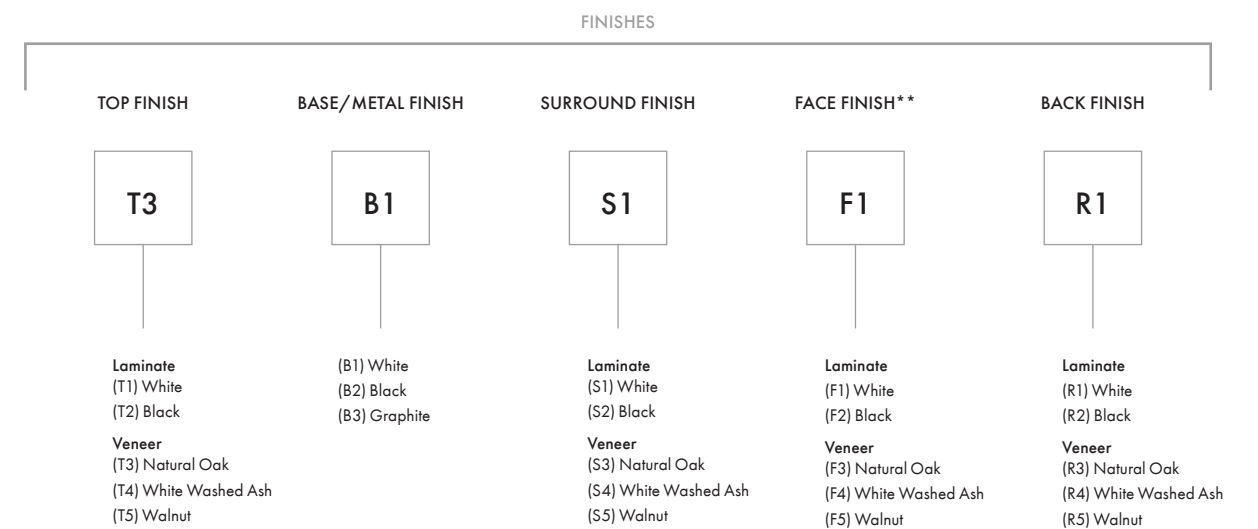 FINISHES
TOP FINISH
BASE/METAL FINISH
SURROUND FINISH
FACE FINISH**
BACK FINISH
T3
B1
S1
F1
R1
Laminate
(T1) White
(T2) Black
Veneer
(T3) Natural Oak
(T4) White Washed Ash
(T5) Walnut
(B1) White
(B2) Black
(B3) Graphite
Laminate
(S1) White
(S2) Black
Veneer
(S3) Natural Oak
(S4) White Washed Ash
(S5) Walnut
Laminate
(F1) White
(F2) Black
Veneer
(F3) Natural Oak
(F4) White Washed Ash
(F5) Walnut
Laminate
(R1) White
(R2) Black
Veneer
(R3) Natural Oak
(R4) White Washed Ash
(R5) Walnut